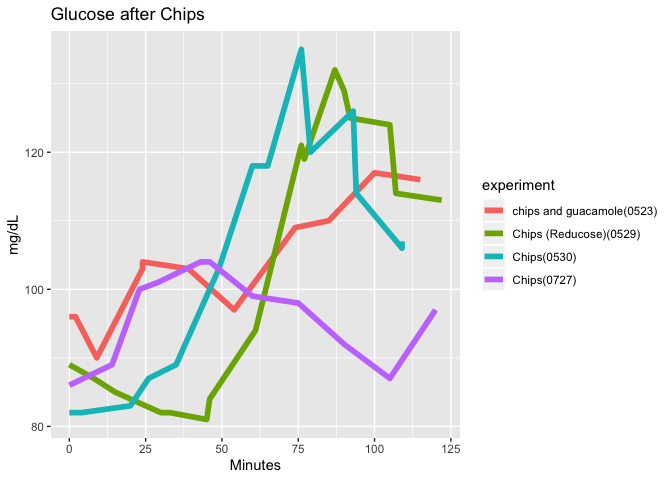 Glucose after Chips
mg/dL
120
100
80
0 25 50 75 100 125
Minutes
experiment
chips and guacamole(0523)
Chips (Reducose)(0529)
Chips(0530)
Chips(0727)